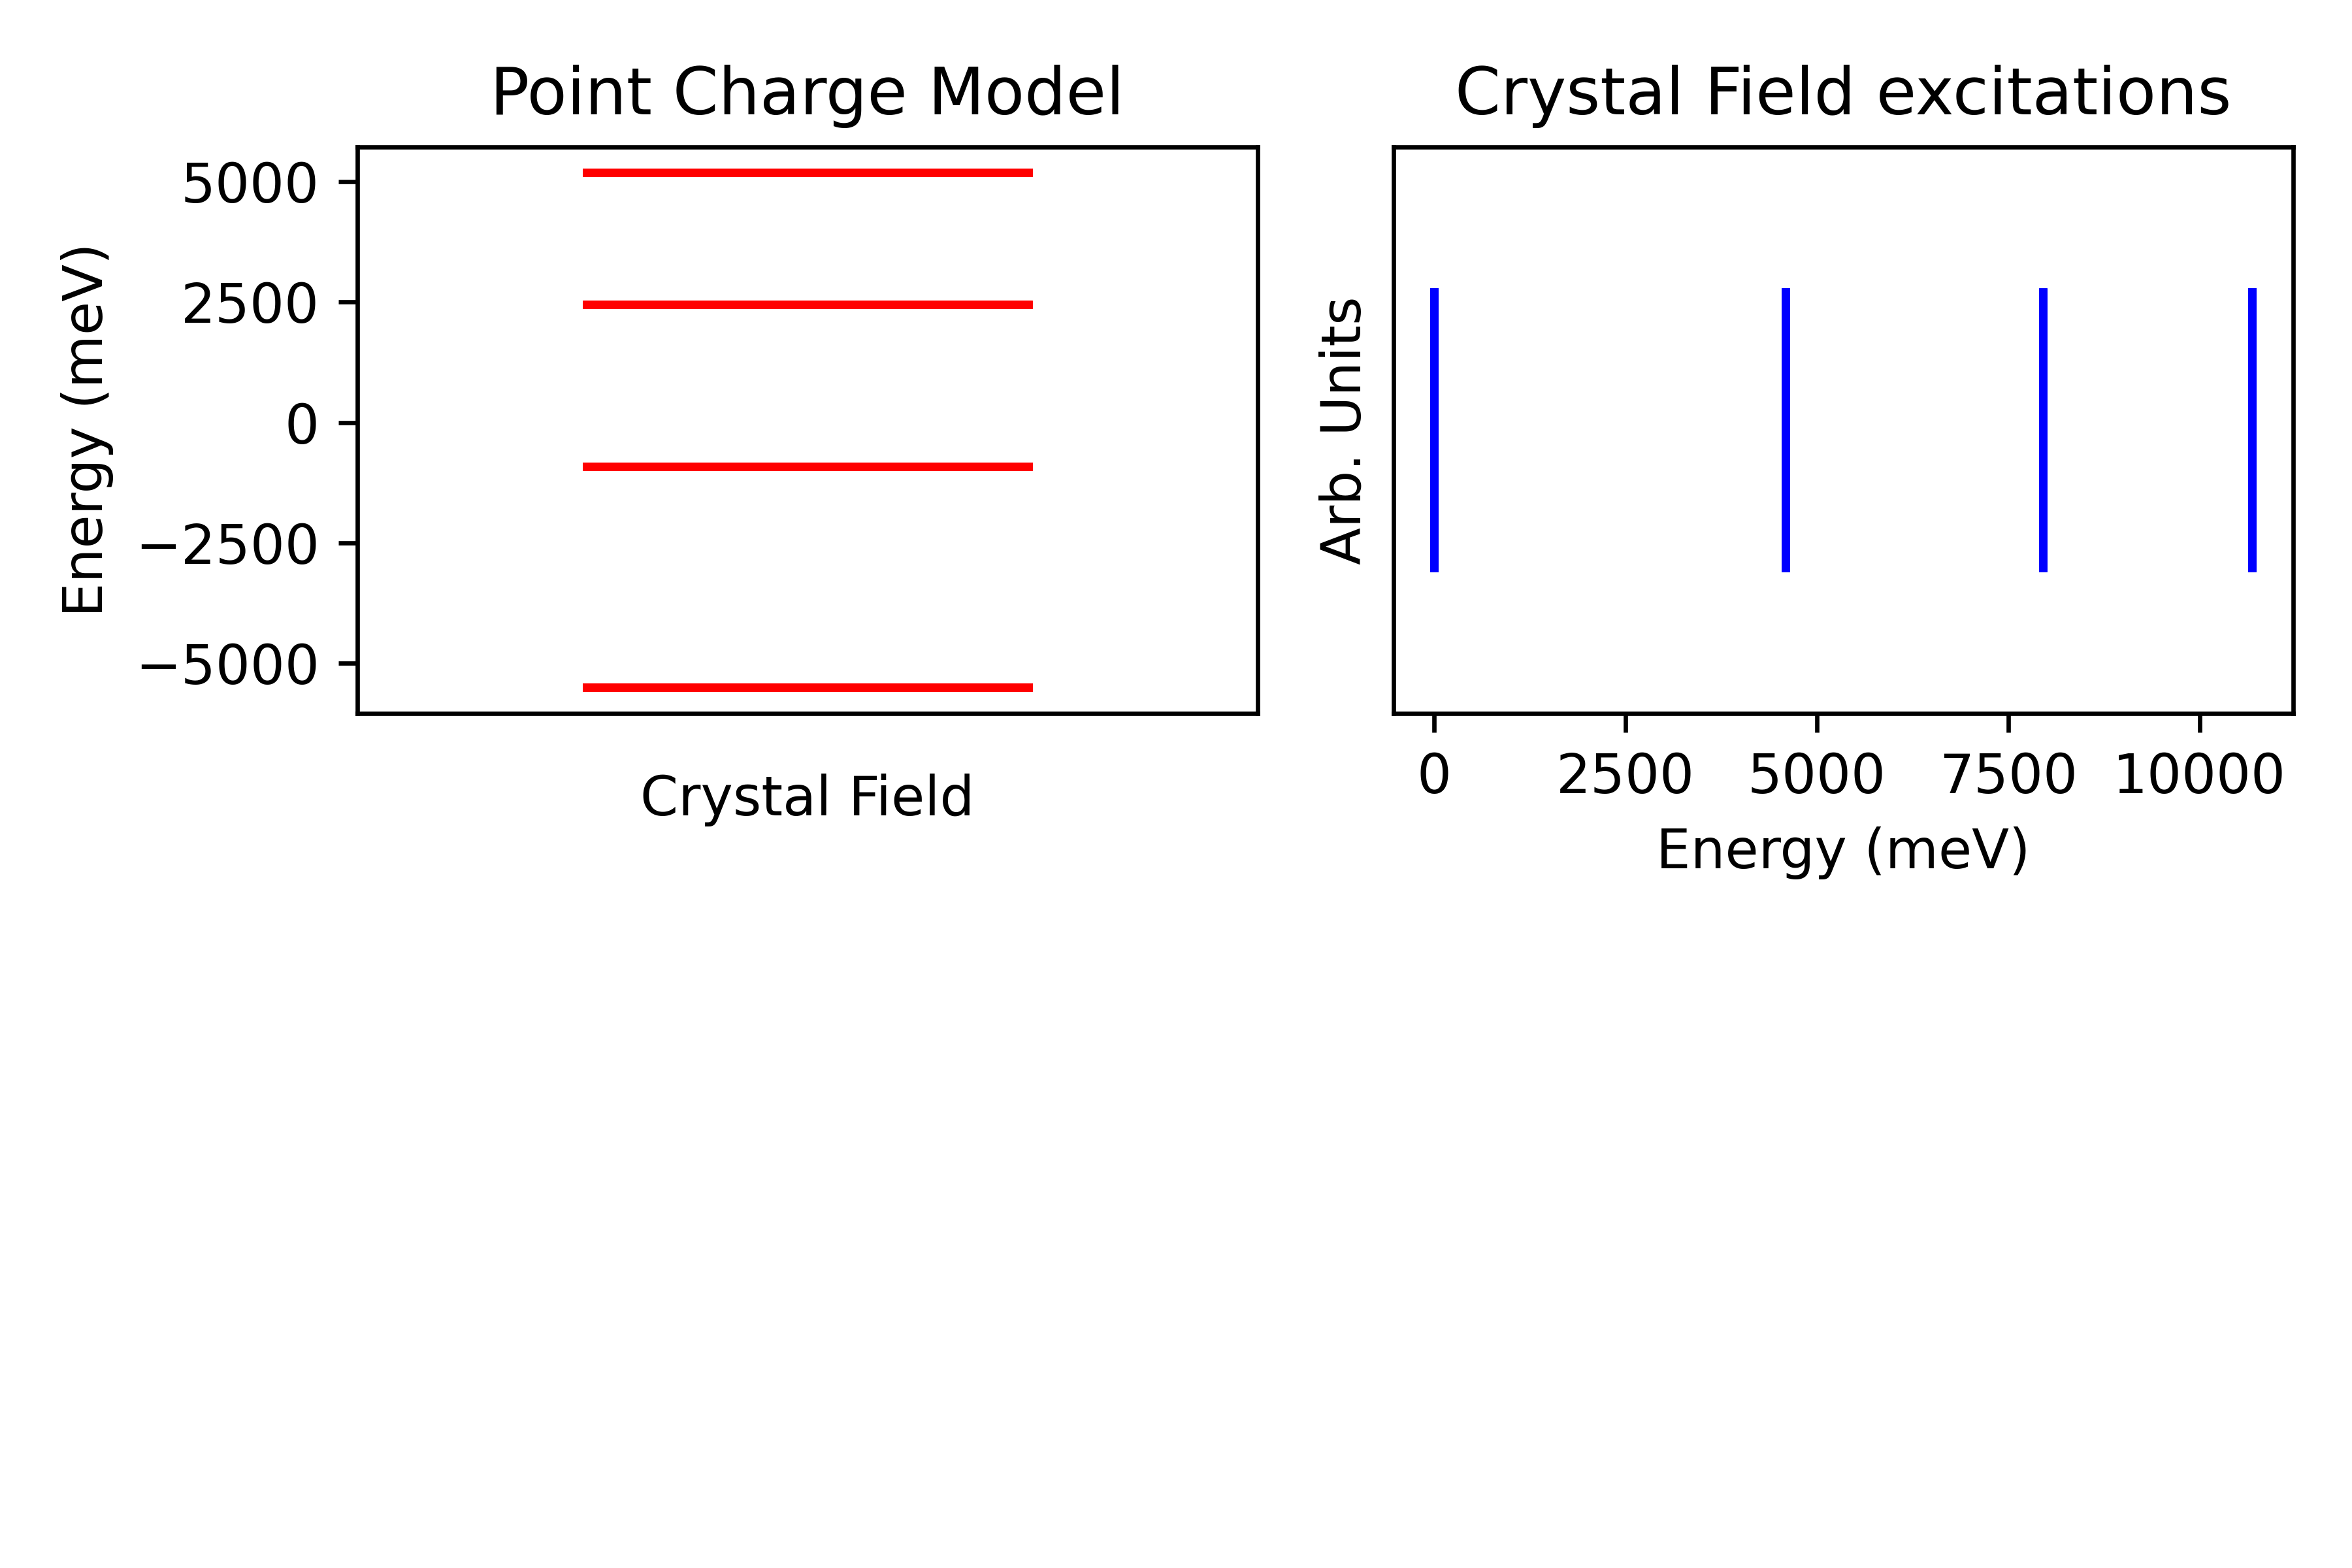 Point Charge Model
Energy (meV)
5000
2500
0
−2500
−5000
Crystal Field
Crystal Field excitations
Arb. Units
0 2500 5000 7500 10000
Energy (meV)